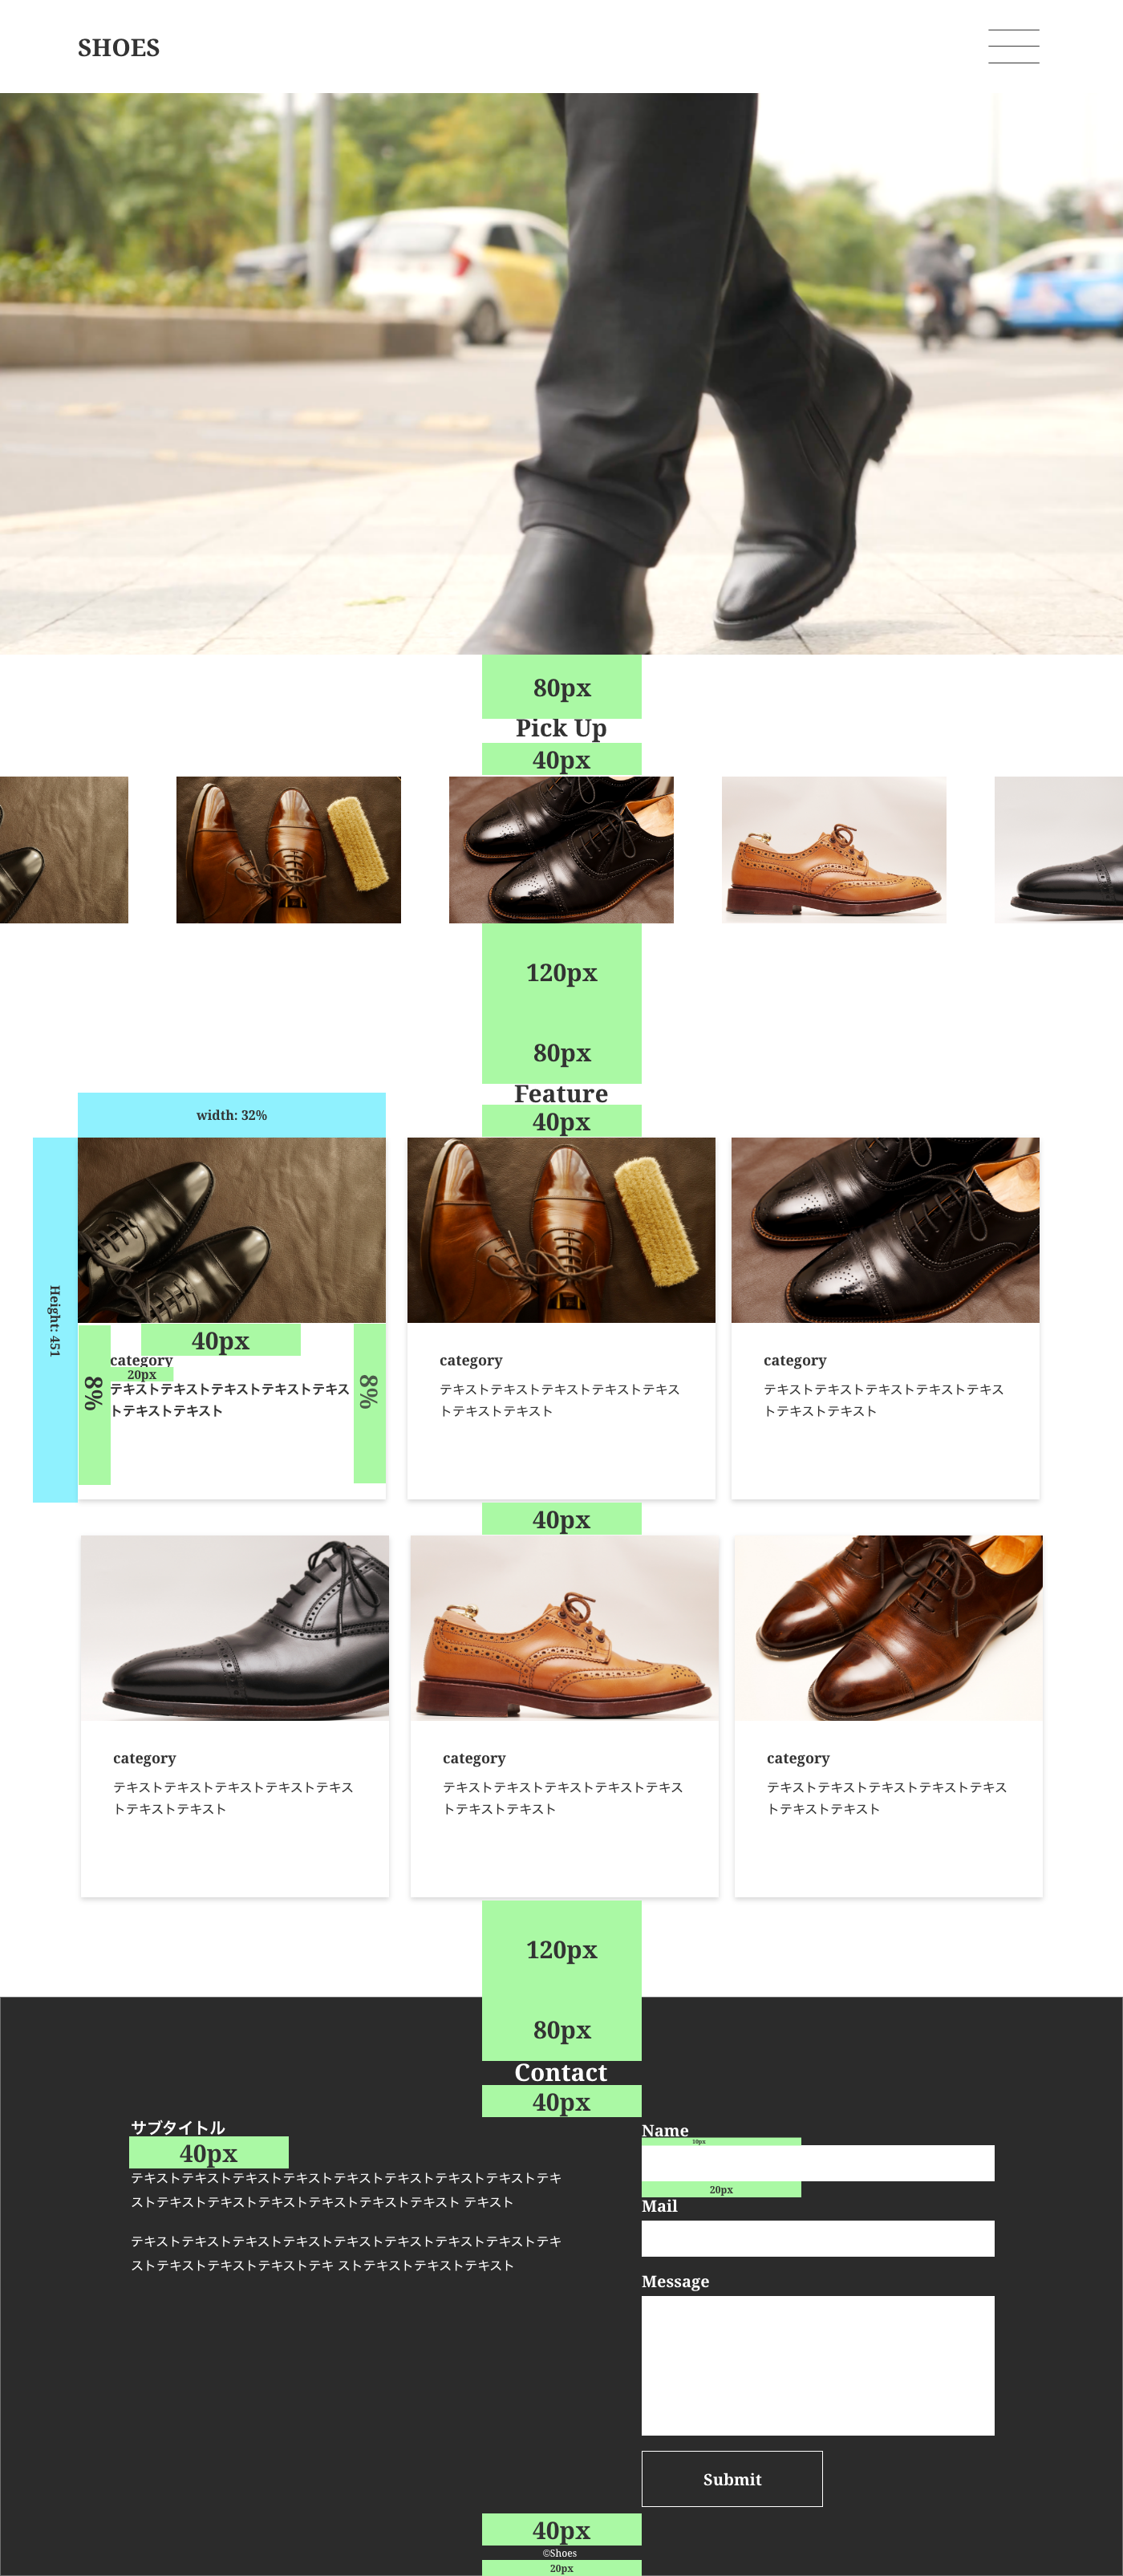 SHOES
80px
Pick Up
40px
120px
80px
Feature
40px
width: 32%
Height: 451
40px
category
20px
8%
8%
テキストテキストテキストテキストテキス
トテキストテキスト
category
テキストテキストテキストテキストテキス
トテキストテキスト
category
テキストテキストテキストテキストテキス
トテキストテキスト
40px
category
テキストテキストテキストテキストテキス
トテキストテキスト
category
テキストテキストテキストテキストテキス
トテキストテキスト
category
テキストテキストテキストテキストテキス
トテキストテキスト
120px
80px
Contact
40px
サブタイトル
40px
テキストテキストテキストテキストテキストテキストテキストテキストテキ
ストテキストテキストテキストテキストテキストテキスト テキスト
テキストテキストテキストテキストテキストテキストテキストテキストテキ
ストテキストテキストテキストテキ ストテキストテキストテキスト
Name
10px
20px
Mail
Message
Submit
40px
©Shoes
20px